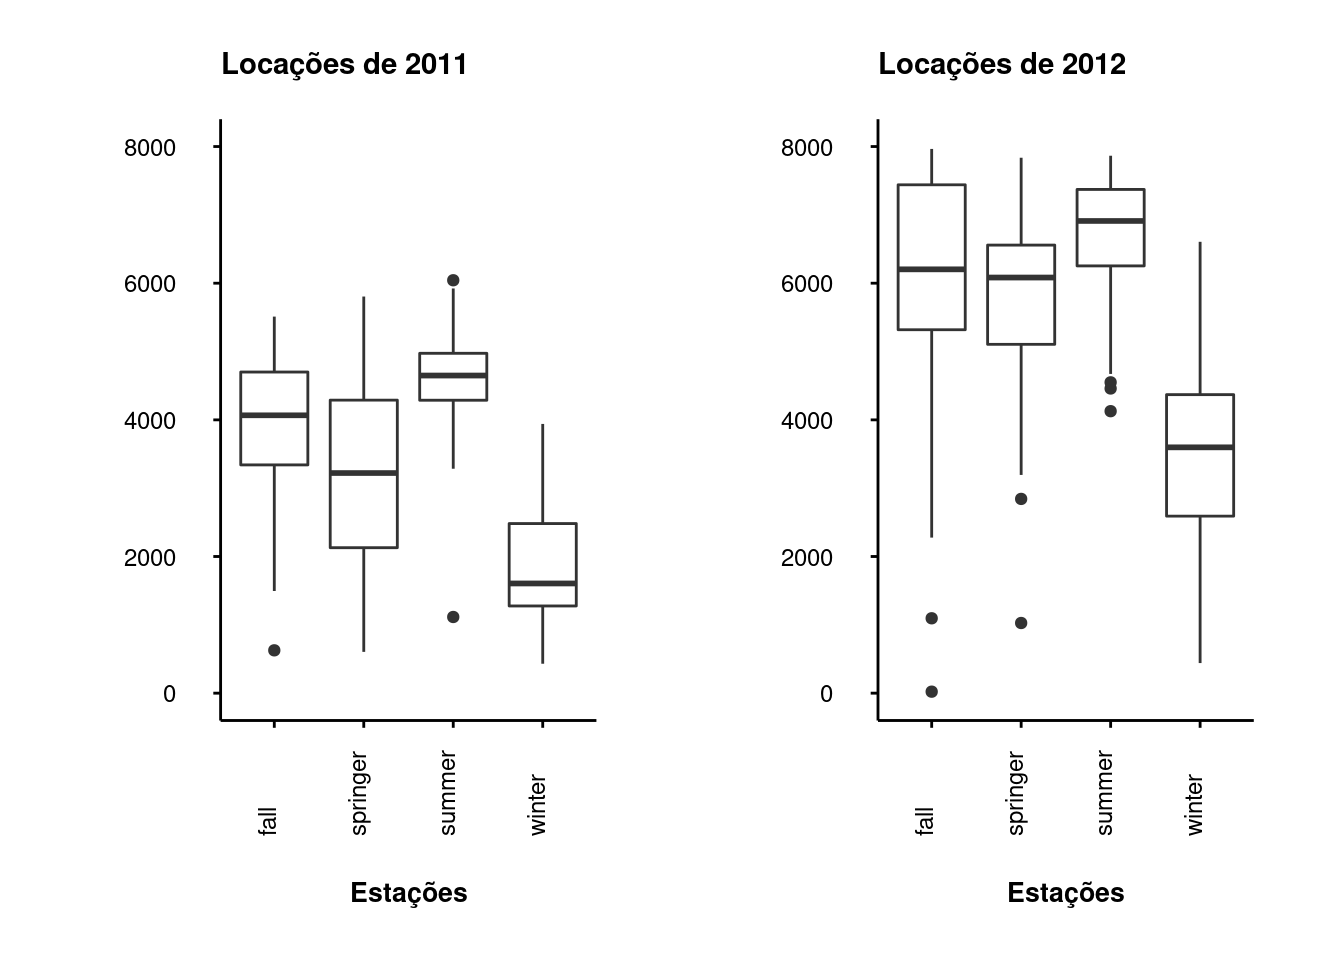 Locações de 2011
8000
6000
4000
2000
0
fall
springer
summer
winter
Estações
Locações de 2012
8000
6000
4000
2000
0
fall
springer
summer
winter
Estações